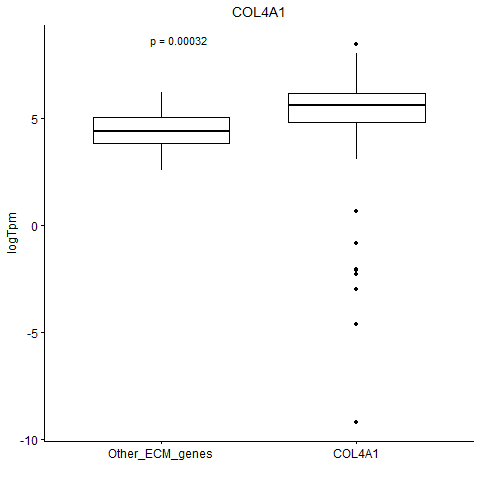 COL4A1
p = 0.00032
logTpm
5
0
-5
-10
Other_ECM_genes
COL4A1